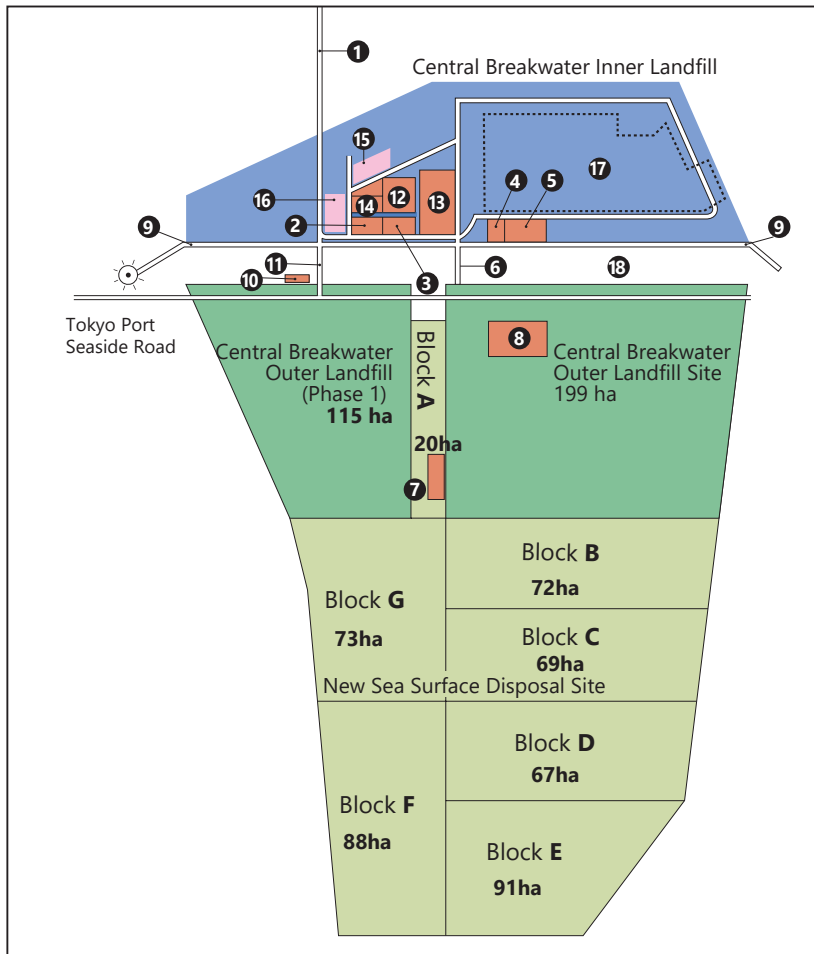 1
Central Breakwater Inner Landfill
15
17
4
5
12
16
14
13
2
9
9
11
6
18
3
10
Tokyo Port
Seaside Road
Central Breakwater
Outer Landfill
(Phase 1)
115 ha
Block A
20ha
8
Central Breakwater
Outer Landfill Site
199 ha
7
Block B
72ha
Block G
73ha
Block C
69ha
New Sea Surface Disposal Site
Block D
67ha
Block F
88ha
Block E
91ha